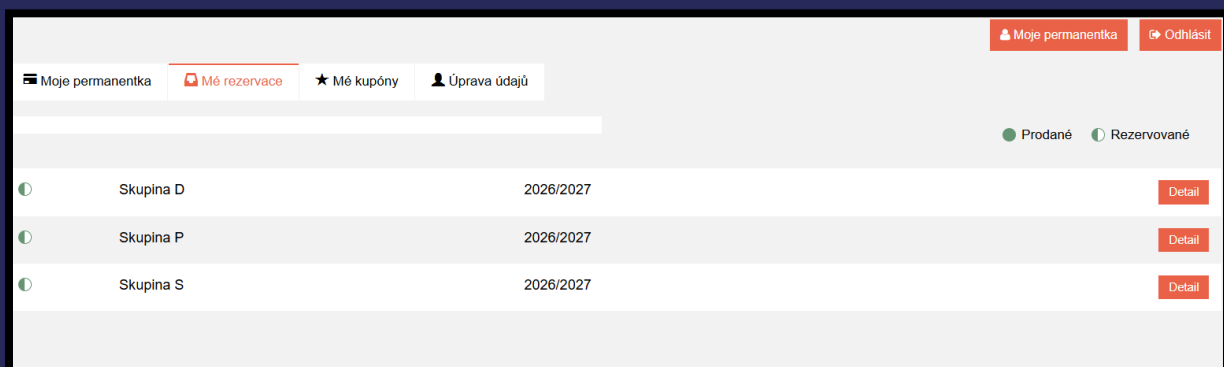 Moje permanentka Odhlásit
Moje permanentka Mé rezervace Mé kupóny Úprava údajů
Prodané Rezervované
Skupina D 2026/2027 Detail
Skupina P 2026/2027 Detail
Skupina S 2026/2027 Detail